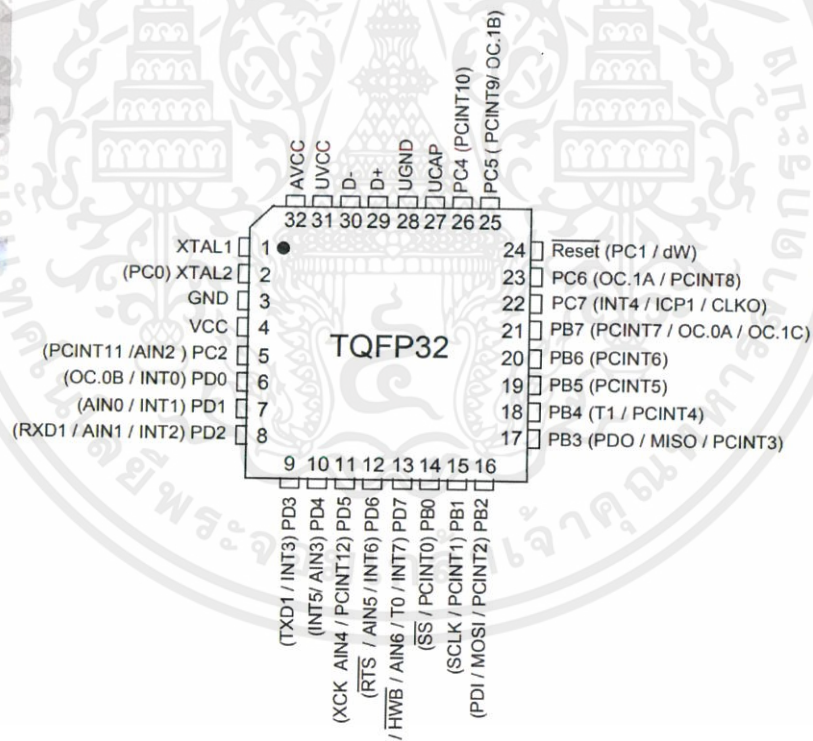 32 AVCC
31 UVCC
30 D-
29 D+
28 UGND
27 UCAP
26 PC4 (PCINT10)
25 PC5 ( PCINT9/ OC.1B)
XTAL1 1
(PC0) XTAL2 2
GND 3
VCC 4
(PCINT11 /AIN2 ) PC2 5
(OC.0B / INT0) PD0 6
(AIN0 / INT1) PD1 7
(RXD1 / AIN1 / INT2) PD2 8
TQFP32
24 Reset (PC1 / dW)
23 PC6 (OC.1A / PCINT8)
22 PC7 (INT4 / ICP1 / CLKO)
21 PB7 (PCINT7 / OC.0A / OC.1C)
20 PB6 (PCINT6)
19 PB5 (PCINT5)
18 PB4 (T1 / PCINT4)
17 PB3 (PDO / MISO / PCINT3)
9 (TXD1 / INT3) PD3
10 (INT5/ AIN3) PD4
11 (XCK AIN4 / PCINT12) PD5
12 (RTS / AIN5 / INT6) PD6
13 / HWB / AIN6 / T0 / INT7) PD7
14 (SS / PCINT0) PB0
15 (SCLK / PCINT1) PB1
16 (PDI / MOSI / PCINT2) PB2